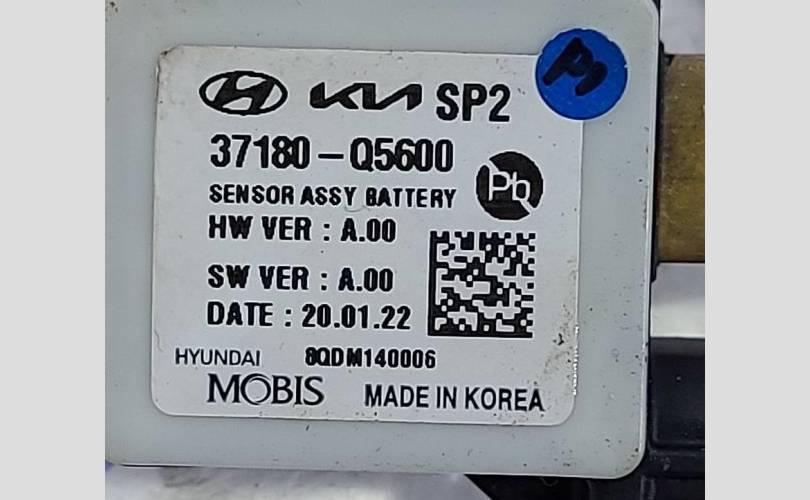 KIA SP2
37180-Q5600
SENSOR ASSY BATTERY
Pb
HW VER : A.00
SW VER : A.00
DATE : 20.01.22
HYUNDAI 8QDM140006
MOBIS MADE IN KOREA